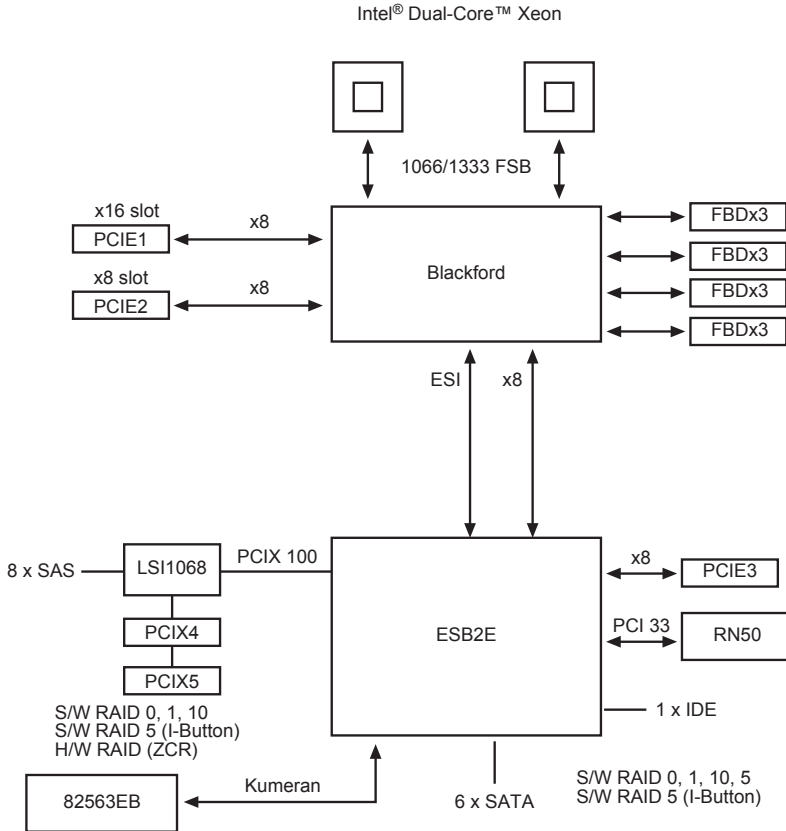 Intel® Dual-Core™ Xeon
1066/1333 FSB
x16 slot
PCIE1
x8
x8 slot
PCIE2
x8
Blackford
FBDx3
FBDx3
FBDx3
FBDx3
ESI
x8
8 x SAS
LSI1068
PCIX 100
PCIX4
PCIX5
ESB2E
x8
PCIE3
PCI 33
RN50
1 x IDE
S/W RAID 0, 1, 10
S/W RAID 5 (I-Button)
H/W RAID (ZCR)
82563EB
Kumeran
6 x SATA
S/W RAID 0, 1, 10, 5
S/W RAID 5 (I-Button)